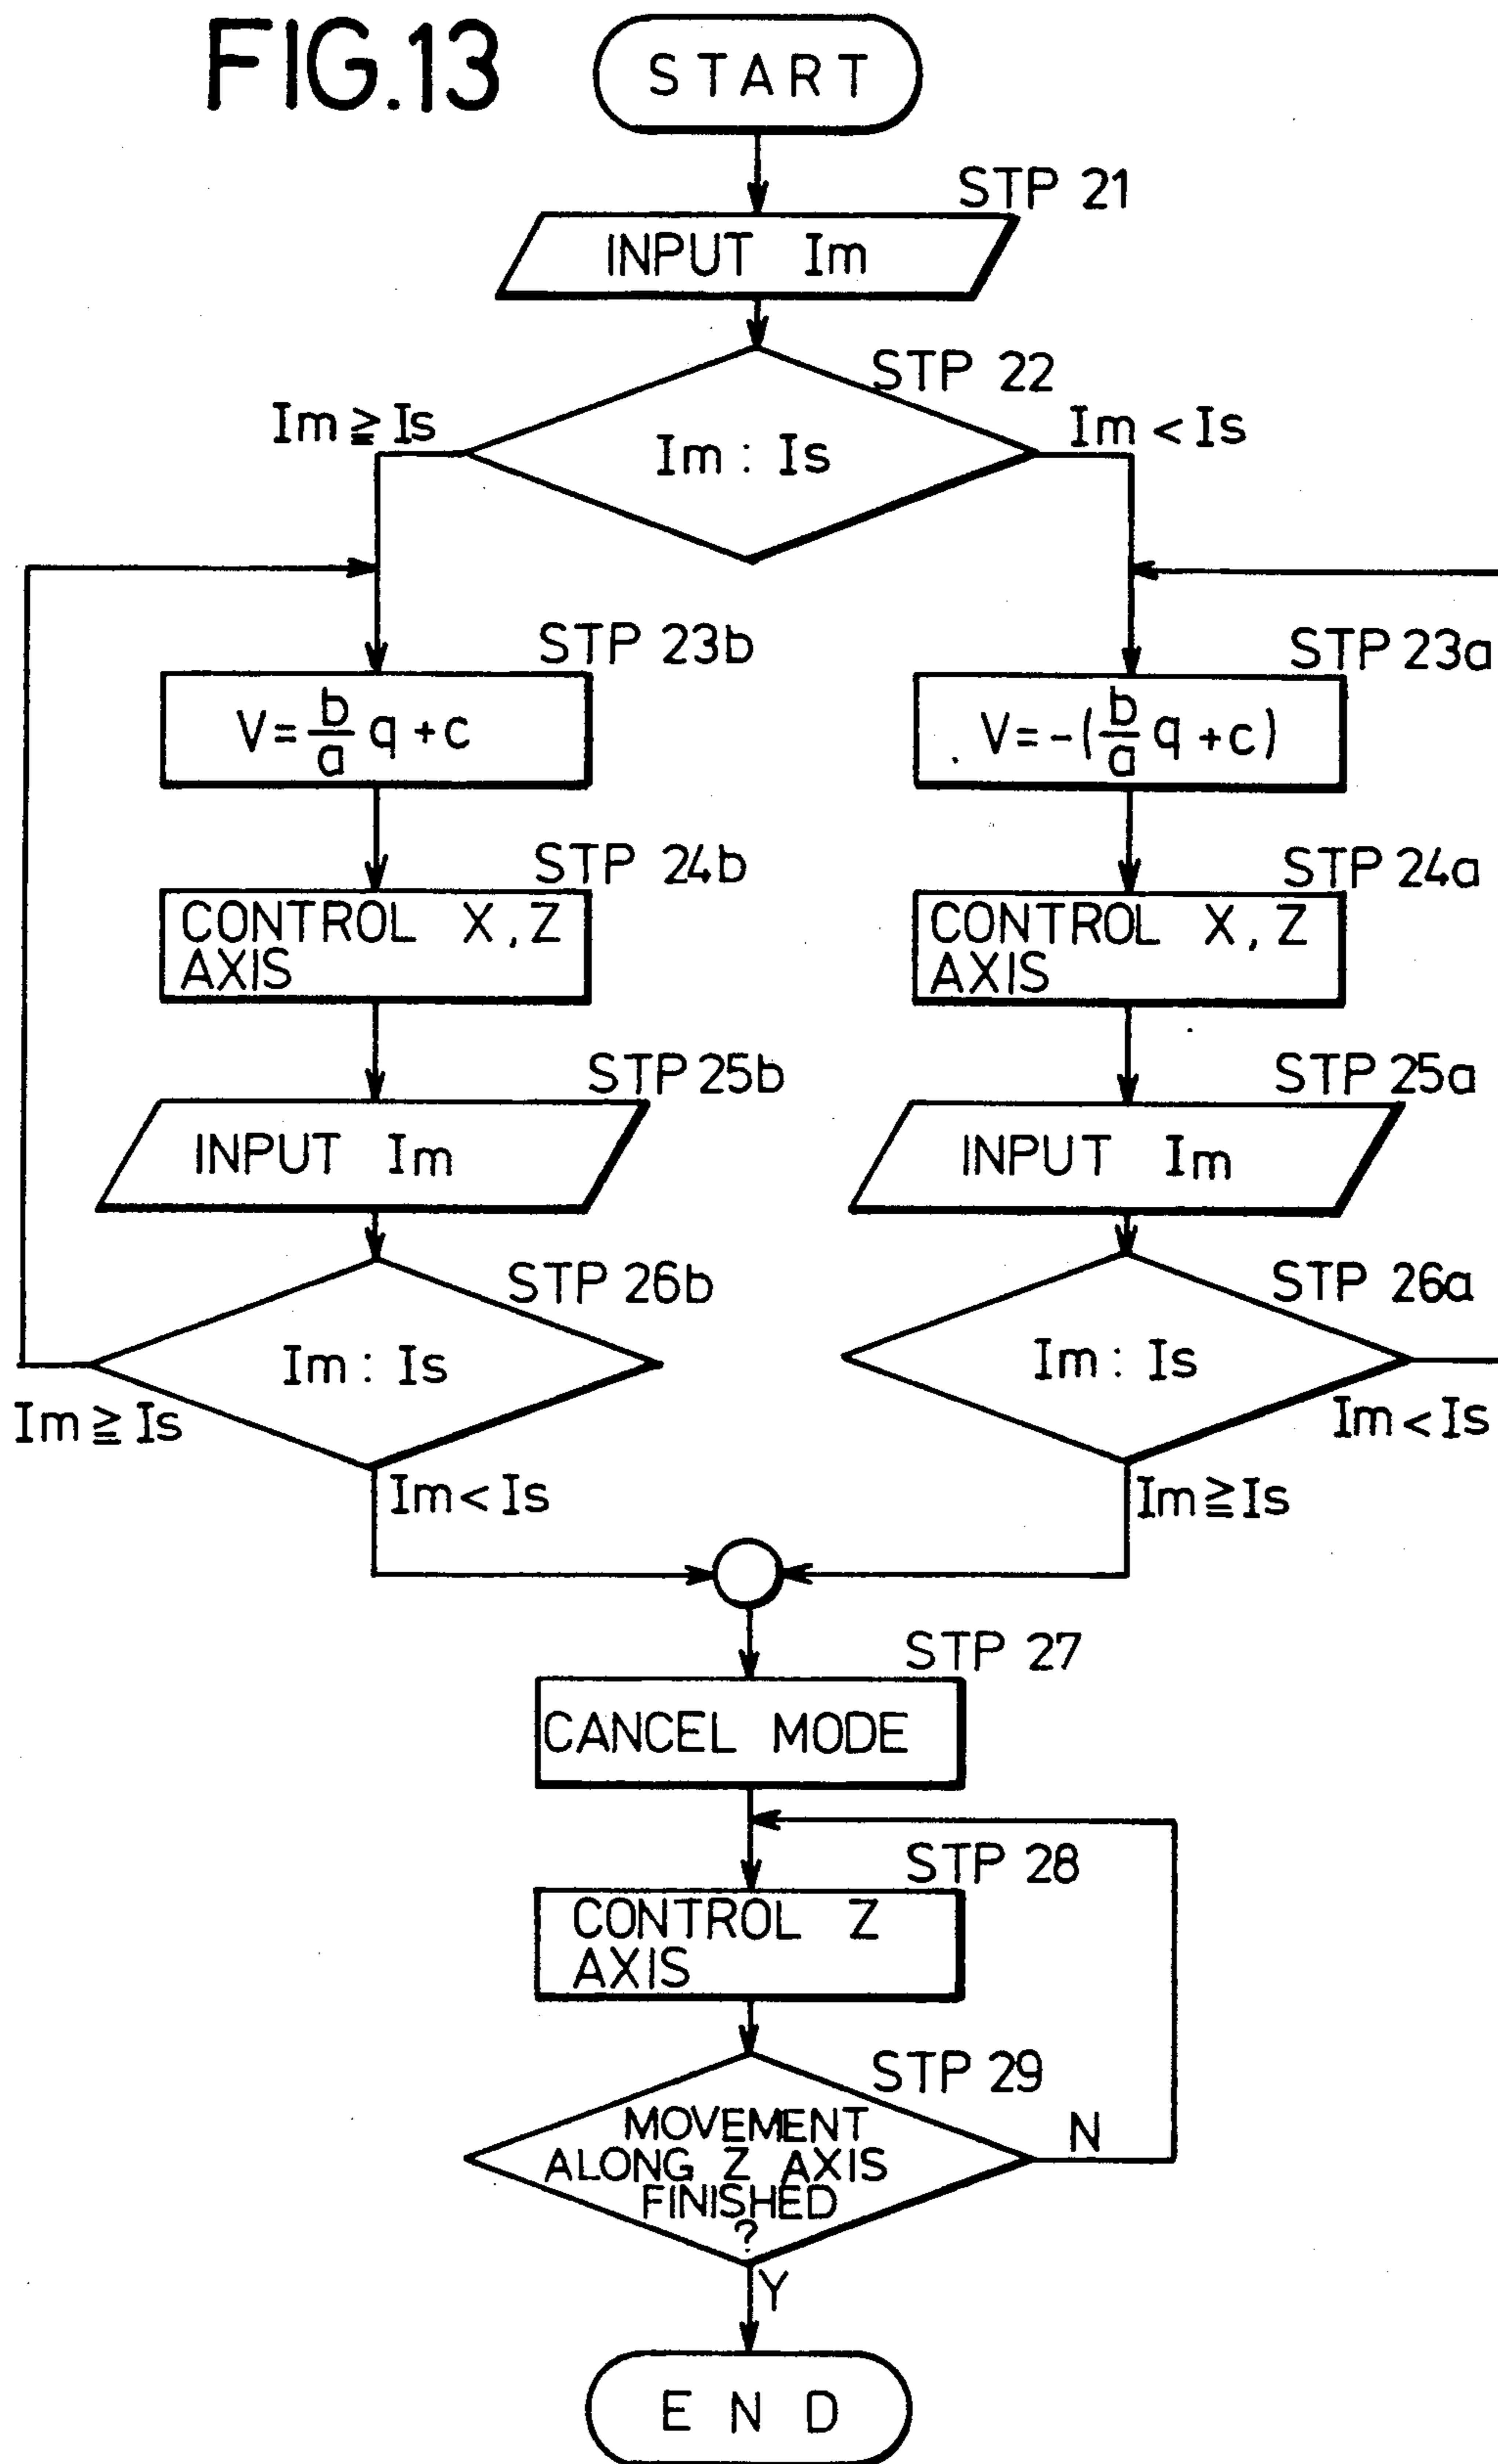 FIG.13
START
STP 21
INPUT Im
STP 22
Im ≧ Is
Im : Is
Im < Is
STP 23b
V = b/a q + c
STP 23a
V = -(b/a q + c)
STP 24b
CONTROL X, Z
AXIS
STP 24a
CONTROL X, Z
AXIS
STP 25b
INPUT Im
STP 25a
INPUT Im
STP 26b
Im : Is
Im ≧ Is
Im < Is
STP 26a
Im : Is
Im < Is
Im ≧ Is
STP 27
CANCEL MODE
STP 28
CONTROL Z
AXIS
STP 29
MOVEMENT
ALONG Z AXIS
FINISHED
?
N
Y
END